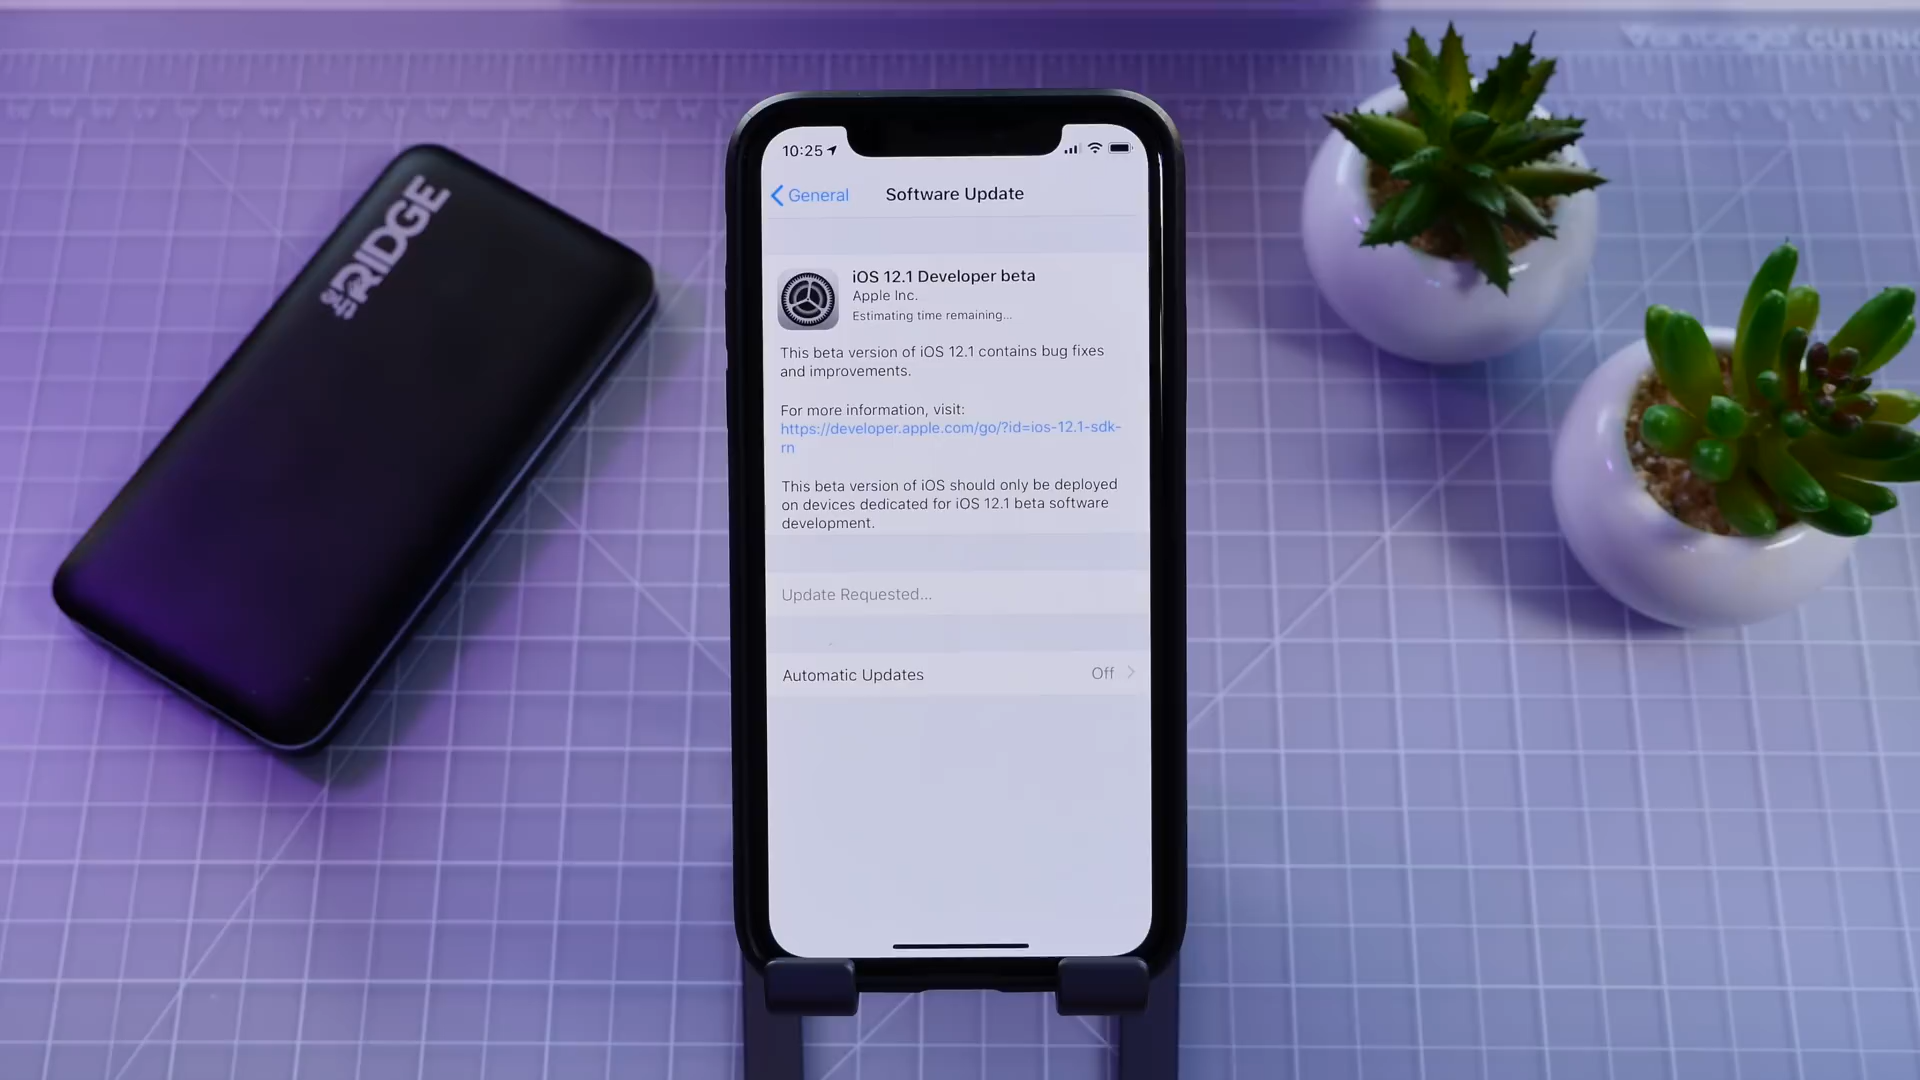 Vantage CUTTING
THE RIDGE
10:25
General
Software Update
iOS 12.1 Developer beta
Apple Inc.
Estimating time remaining...
This beta version of iOS 12.1 contains bug fixes
and improvements.
For more information, visit:
https://developer.apple.com/go/?id=ios-12.1-sdk-
rn
This beta version of iOS should only be deployed
on devices dedicated for iOS 12.1 beta software
development.
Update Requested...
Automatic Updates
Off